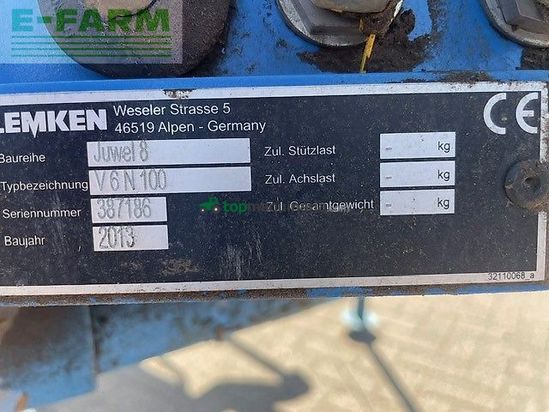 E-FARM
LEMKEN
Weseler Strasse 5
46519 Alpen - Germany
CE
Baureihe Juwel 8 Zul. Stützlast - kg
Typbezeichnung V 6 N 100 Zul. Achslast - kg
Seriennummer 387186 Zul. Gesamtgewicht - kg
Baujahr 2013
32110068_a